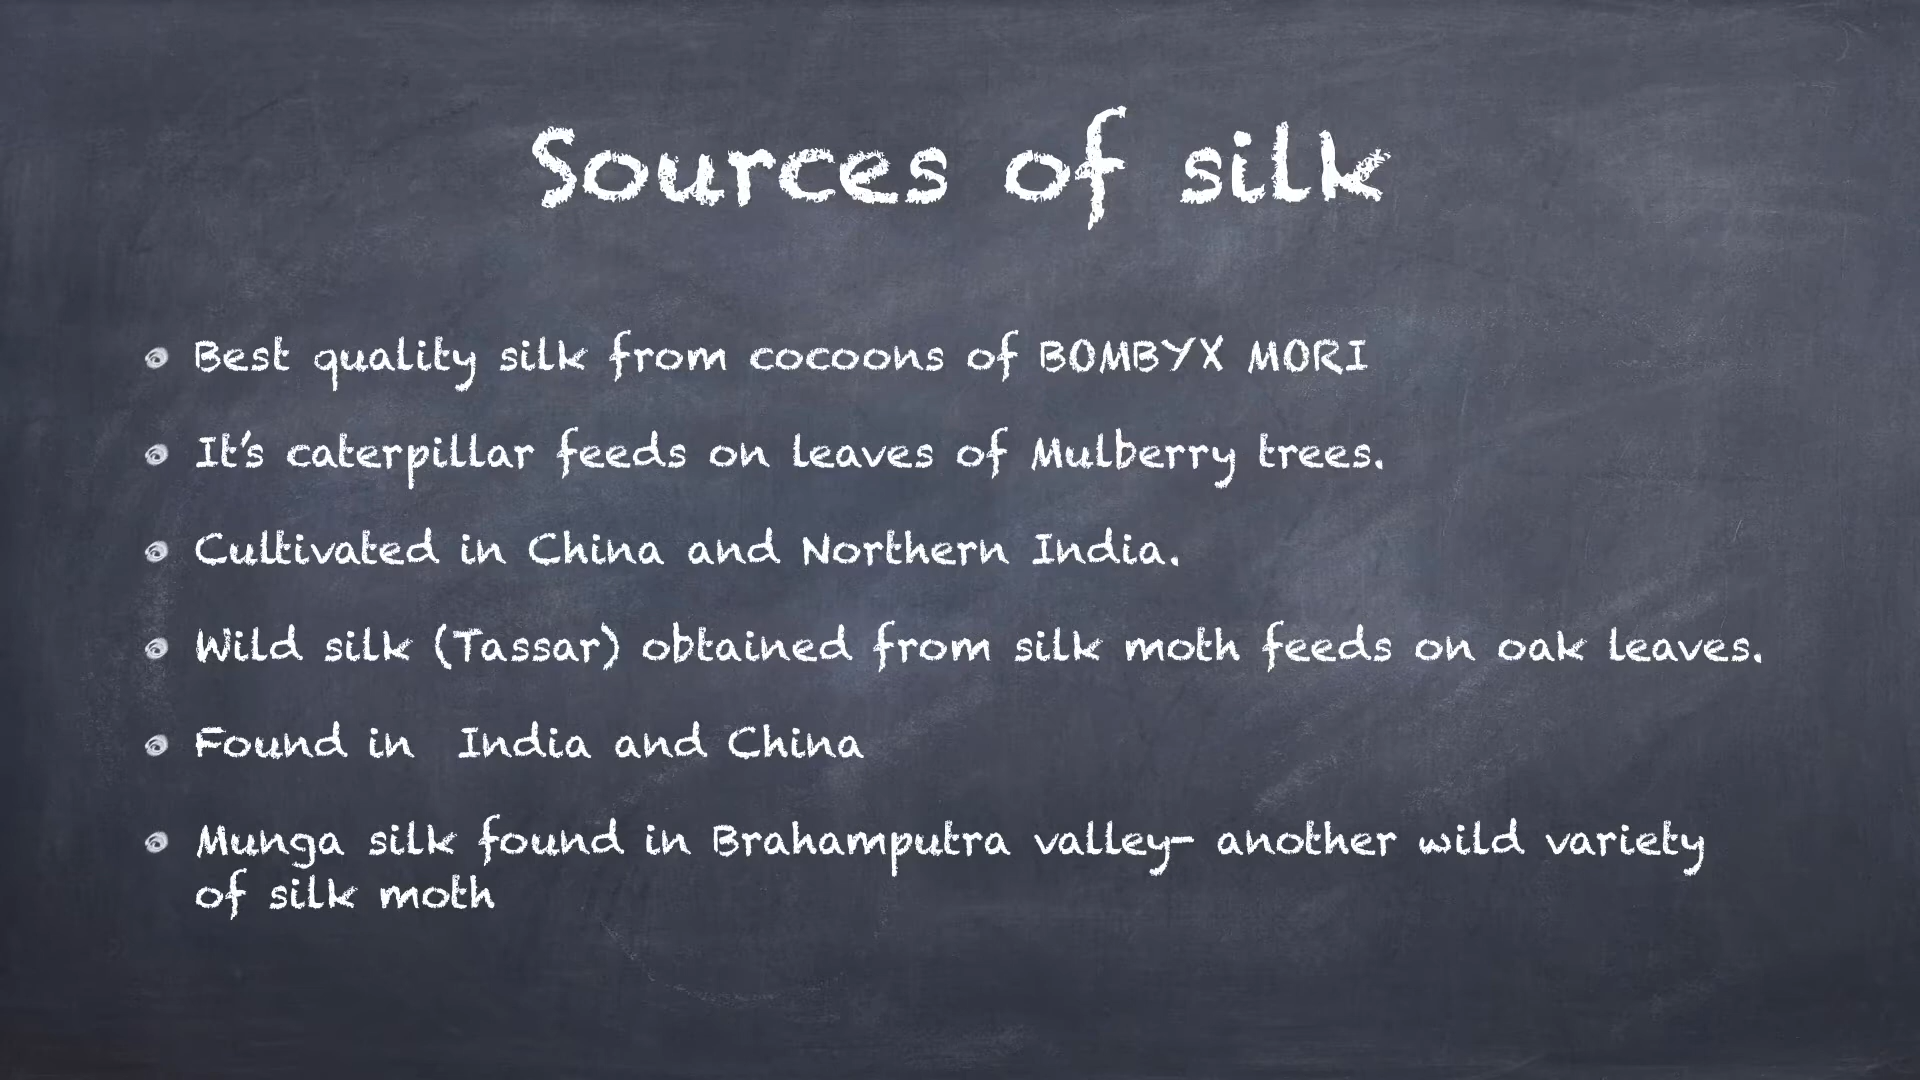 Sources of silk
Best quality silk from cocoons of BOMBYX MORI
It's caterpillar feeds on leaves of Mulberry trees.
Cultivated in China and Northern India.
Wild silk (Tassar) obtained from silk moth feeds on oak leaves.
Found in  India and China
Munga silk found in Brahamputra valley- another wild variety
of silk moth